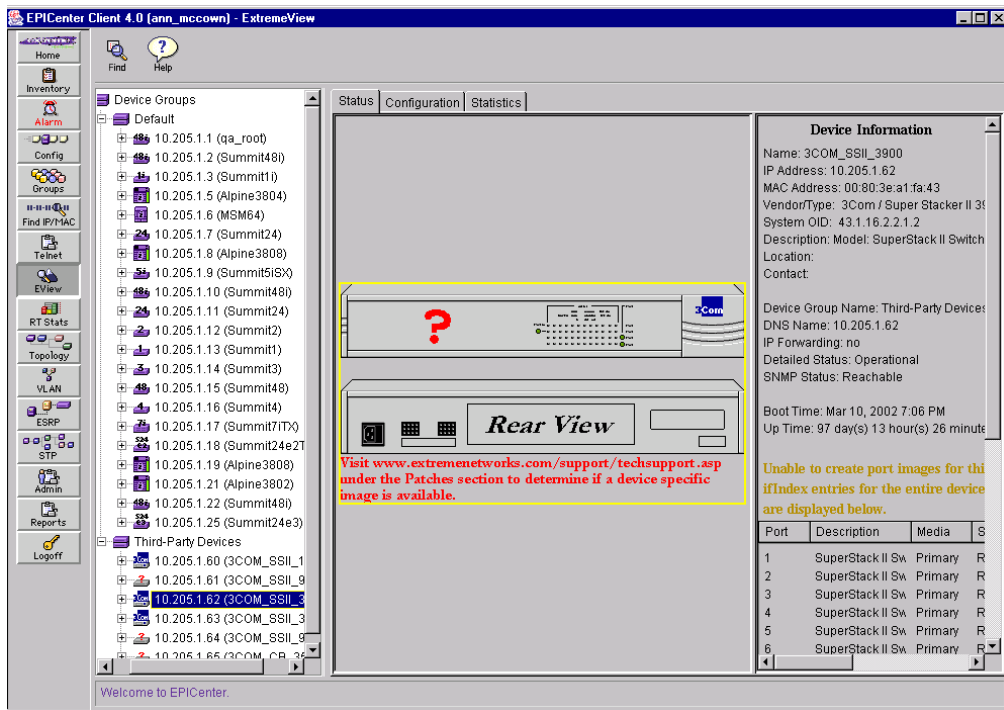 EPICenter Client 4.0 (ann_mccown) - ExtremeView
Home
Inventory
Alarm
Config
Groups
Find IP/MAC
Telnet
EView
RT Stats
Topology
VLAN
ESRP
STP
Admin
Reports
Logoff
Find
Help
Device Groups
Default
10.205.1.1 (qa_root)
10.205.1.2 (Summit48i)
10.205.1.3 (Summit1i)
10.205.1.5 (Alpine3804)
10.205.1.6 (MSM64)
10.205.1.7 (Summit24)
10.205.1.8 (Alpine3808)
10.205.1.9 (Summit5iSX)
10.205.1.10 (Summit48i)
10.205.1.11 (Summit24)
10.205.1.12 (Summit2)
10.205.1.13 (Summit1)
10.205.1.14 (Summit3)
10.205.1.15 (Summit48)
10.205.1.16 (Summit4)
10.205.1.17 (Summit7iTX)
10.205.1.18 (Summit24e2T
10.205.1.19 (Alpine3808)
10.205.1.21 (Alpine3802)
10.205.1.22 (Summit48i)
10.205.1.25 (Summit24e3)
Third-Party Devices
10.205.1.60 (3COM_SSII_1
10.205.1.61 (3COM_SSII_9
10.205.1.62 (3COM_SSII_3
10.205.1.63 (3COM_SSII_3
10.205.1.64 (3COM_SSII_9
10.205.1.65 (3COM_CB_35
Status Configuration Statistics
?
3Com
Rear View
Visit www.extremenetworks.com/support/techsupport.asp
under the Patches section to determine if a device specific
image is available.
Device Information
Name: 3COM_SSII_3900
IP Address: 10.205.1.62
MAC Address: 00:80:3e:a1:fa:43
Vendor/Type: 3Com / Super Stacker II 39
System OID: 43.1.16.2.2.1.2
Description: Model: SuperStack II Switch
Location:
Contact:
Device Group Name: Third-Party Devices
DNS Name: 10.205.1.62
IP Forwarding: no
Detailed Status: Operational
SNMP Status: Reachable
Boot Time: Mar 10, 2002 7:06 PM
Up Time: 97 day(s) 13 hour(s) 26 minute
Unable to create port images for thi
ifIndex entries for the entire device
are displayed below.
Port Description Media S
1 SuperStack II Sw Primary R
2 SuperStack II Sw Primary R
3 SuperStack II Sw Primary R
4 SuperStack II Sw Primary R
5 SuperStack II Sw Primary R
6 SuperStack II Sw Primary R
Welcome to EPICenter.